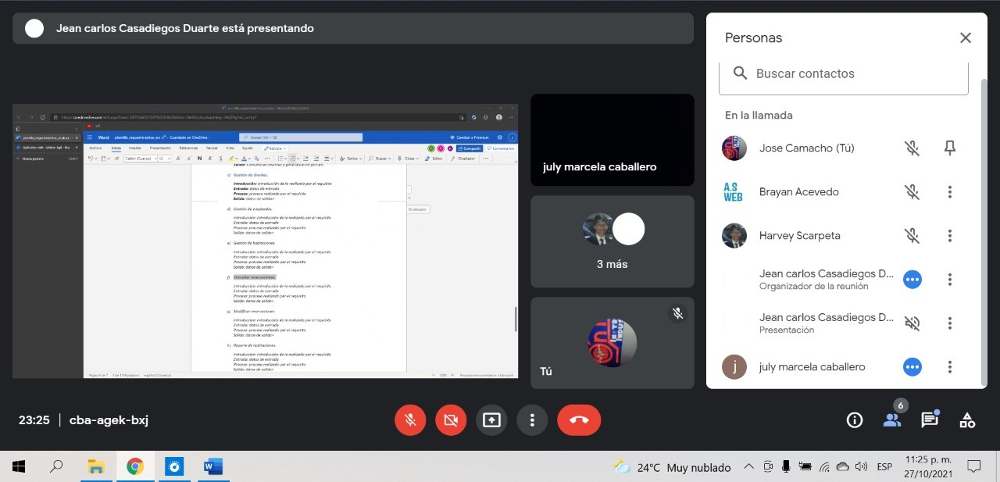 Jean carlos Casadiegos Duarte está presentando
Word
Guardado en OneDrive
Buscar (Alt + Q)
Cambiar a Premium
Archivo Inicio Insertar Presentación Referencias Revisar Vista Ayuda Edición Compartir Comentarios
Calibri (Cuerpo) 12 Estilos Buscar Dictar Editor Diseñador
c) Gestión de clientes.
Introducción: introducción de la realizado por el requisito
Entrada: datos de entrada
Proceso: proceso realizado por el requisito
Salida: datos de salida>
d) Gestión de empleados.
Introducción: introducción de la realizado por el requisito
Entrada: datos de entrada
Proceso: proceso realizado por el requisito
Salida: datos de salida>
e) Gestión de habitaciones.
Introducción: introducción de la realizado por el requisito
Entrada: datos de entrada
Proceso: proceso realizado por el requisito
Salida: datos de salida>
f) Consultar reservaciones.
Introducción: introducción de la realizado por el requisito
Entrada: datos de entrada
Proceso: proceso realizado por el requisito
Salida: datos de salida>
g) Modificar reservaciones.
Introducción: introducción de la realizado por el requisito
Entrada: datos de entrada
Proceso: proceso realizado por el requisito
Salida: datos de salida>
h) Reporte de habitaciones.
Introducción: introducción de la realizado por el requisito
Entrada: datos de entrada
Proceso: proceso realizado por el requisito
Salida: datos de salida>
july marcela caballero
3 más
Tú
Personas
Buscar contactos
En la llamada
Jose Camacho (Tú)
A.S
WEB
Brayan Acevedo
Harvey Scarpeta
Jean carlos Casadiegos D...
Organizador de la reunión
Jean carlos Casadiegos D...
Presentación
j
july marcela caballero
23:25 | cba-agek-bxj
6
24°C Muy nublado
ESP
11:25 p. m.
27/10/2021